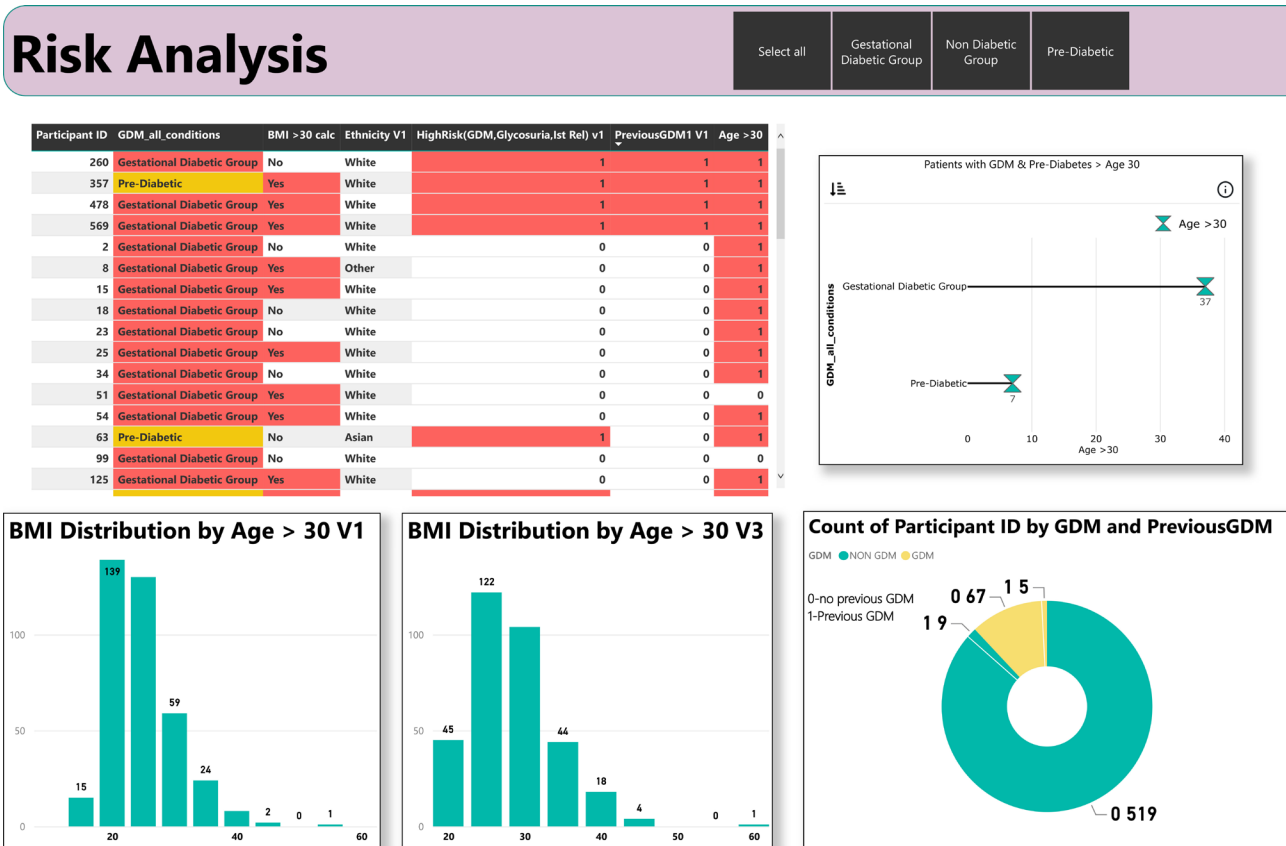 Risk Analysis
Select all
Gestational Diabetic Group
Non Diabetic Group
Pre-Diabetic
Participant ID GDM_all_conditions BMI >30 calc Ethnicity V1 HighRisk(GDM,Glycosuria,Ist Rel) v1 PreviousGDM1 V1 Age >30
260 Gestational Diabetic Group No White 1 1 1
357 Pre-Diabetic Yes White 1 1 1
478 Gestational Diabetic Group Yes White 1 1 1
569 Gestational Diabetic Group Yes White 1 1 1
2 Gestational Diabetic Group No White 0 0 1
8 Gestational Diabetic Group Yes Other 0 0 1
15 Gestational Diabetic Group Yes White 0 0 1
18 Gestational Diabetic Group No White 0 0 1
23 Gestational Diabetic Group No White 0 0 1
25 Gestational Diabetic Group Yes White 0 0 1
34 Gestational Diabetic Group No White 0 0 1
51 Gestational Diabetic Group Yes White 0 0 0
54 Gestational Diabetic Group Yes White 0 0 1
63 Pre-Diabetic No Asian 1 0 1
99 Gestational Diabetic Group No White 0 0 0
125 Gestational Diabetic Group Yes White 0 0 1
Patients with GDM & Pre-Diabetes > Age 30
Age >30
GDM_all_conditions
Gestational Diabetic Group
37
Pre-Diabetic
7
0 10 20 30 40
Age >30
BMI Distribution by Age > 30 V1
139
100
59
50
24
15
2
0
1
0
20 40 60
BMI Distribution by Age > 30 V3
122
100
50
45
44
18
4
0
1
0
20 30 40 50 60
Count of Participant ID by GDM and PreviousGDM
GDM NON GDM GDM
0-no previous GDM
1-Previous GDM
0 67
1 5
1 9
0 519